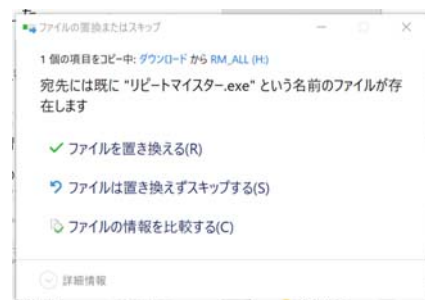 ファイルの置換またはスキップ
1 個の項目をコピー中: ダウンロード から RM_ALL (H:)
宛先には既に "リピートマイスター.exe" という名前のファイルが存
在します
ファイルを置き換える(R)
ファイルは置き換えずスキップする(S)
ファイルの情報を比較する(C)
詳細情報